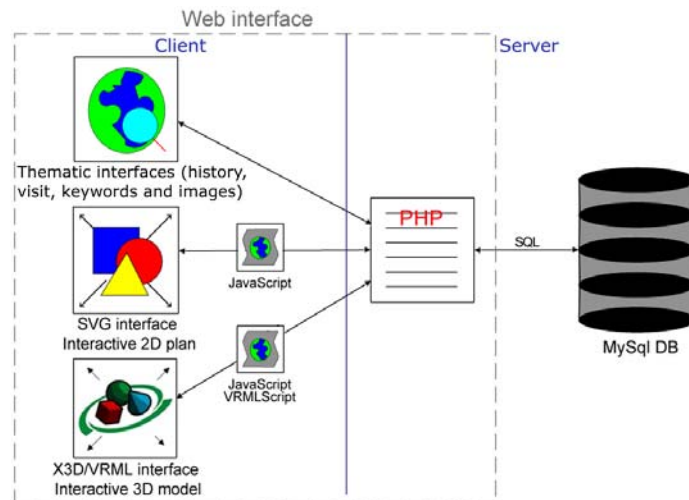 Web interface
Client
Server
Thematic interfaces (history,
visit, keywords and images)
PHP
SQL
JavaScript
SVG interface
Interactive 2D plan
MySql DB
JavaScript
VRMLScript
X3D/VRML interface
Interactive 3D model